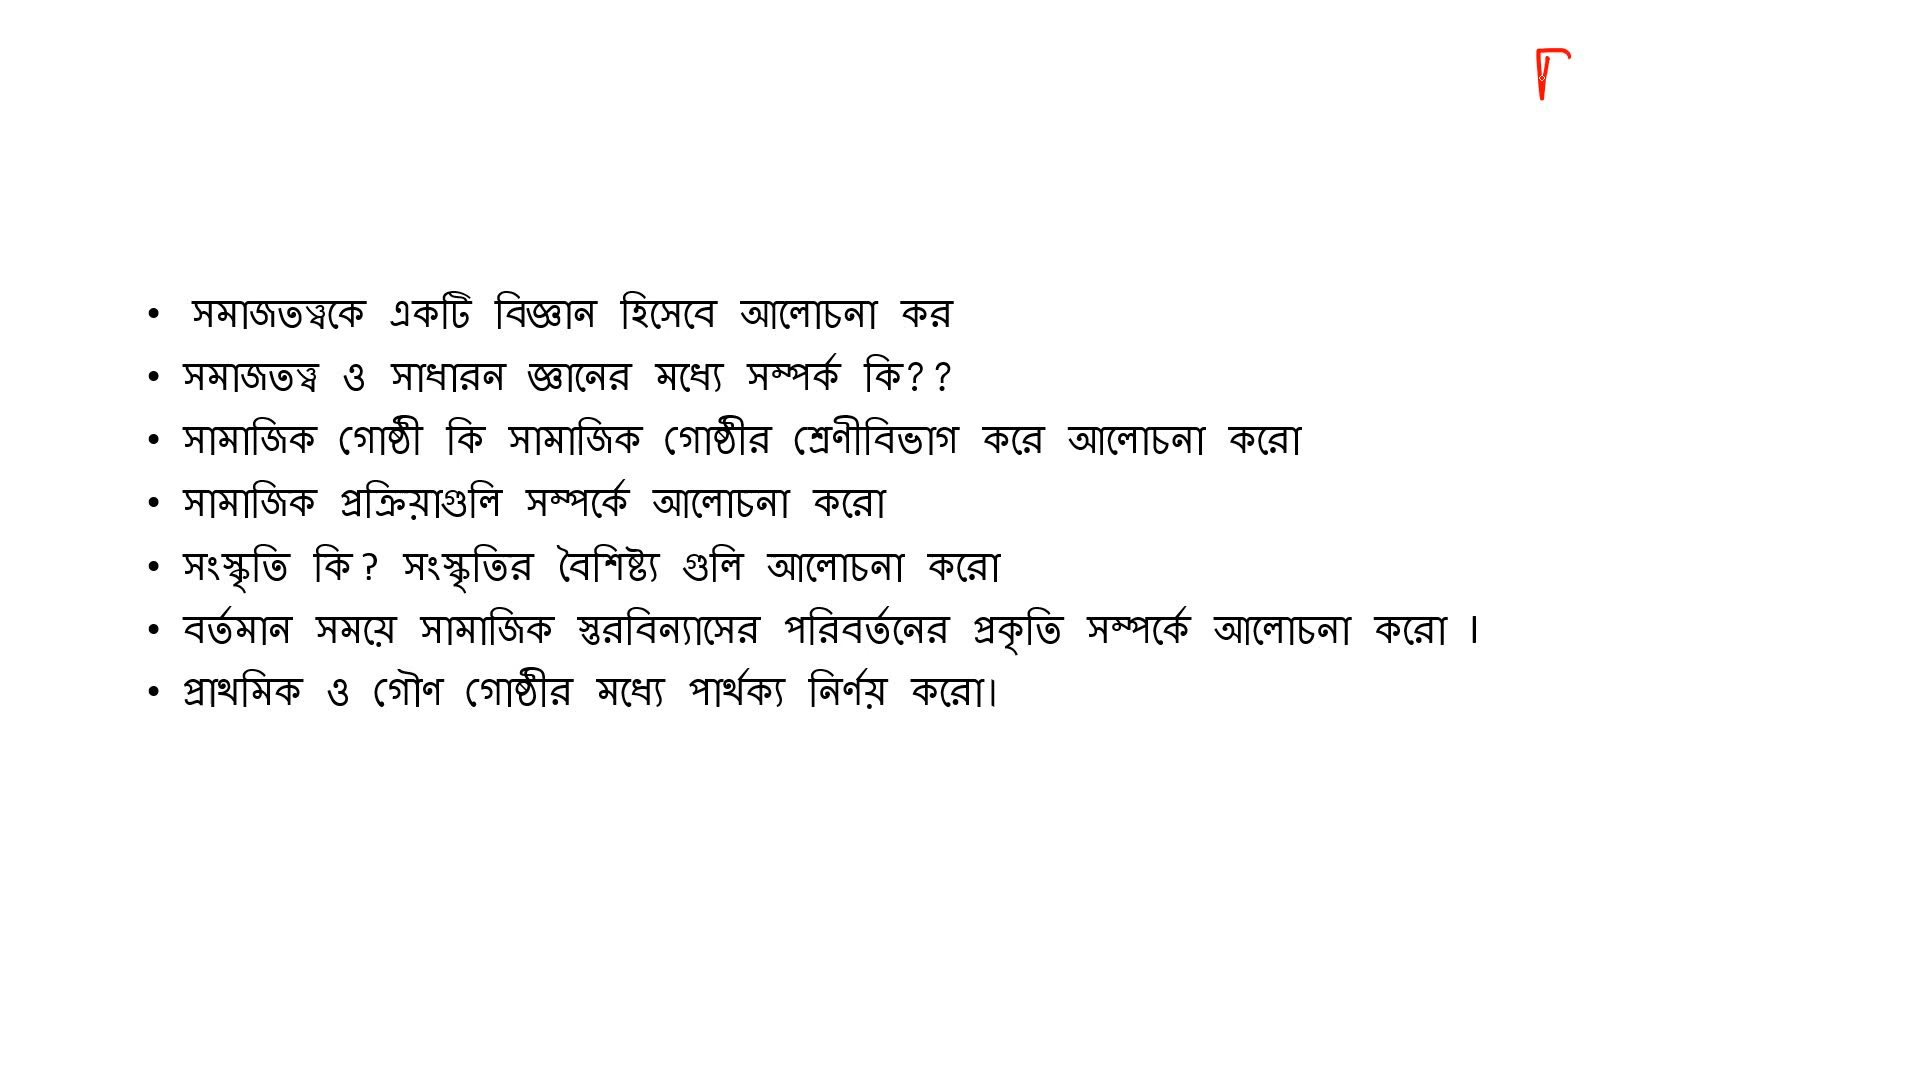 • সমাজতত্ত্বকে একটি বিজ্ঞান হিসেবে আলোচনা কর
• সমাজতত্ত্ব ও সাধারন জ্ঞানের মধ্যে সম্পর্ক কি??
• সামাজিক গোষ্ঠী কি সামাজিক গোষ্ঠীর শ্রেণীবিভাগ করে আলোচনা করো
• সামাজিক প্রক্রিয়াগুলি সম্পর্কে আলোচনা করো
• সংস্কৃতি কি? সংস্কৃতির বৈশিষ্ট্য গুলি আলোচনা করো
• বর্তমান সময়ে সামাজিক স্তরবিন্যাসের পরিবর্তনের প্রকৃতি সম্পর্কে আলোচনা করো ।
• প্রাথমিক ও গৌণ গোষ্ঠীর মধ্যে পার্থক্য নির্ণয় করো।